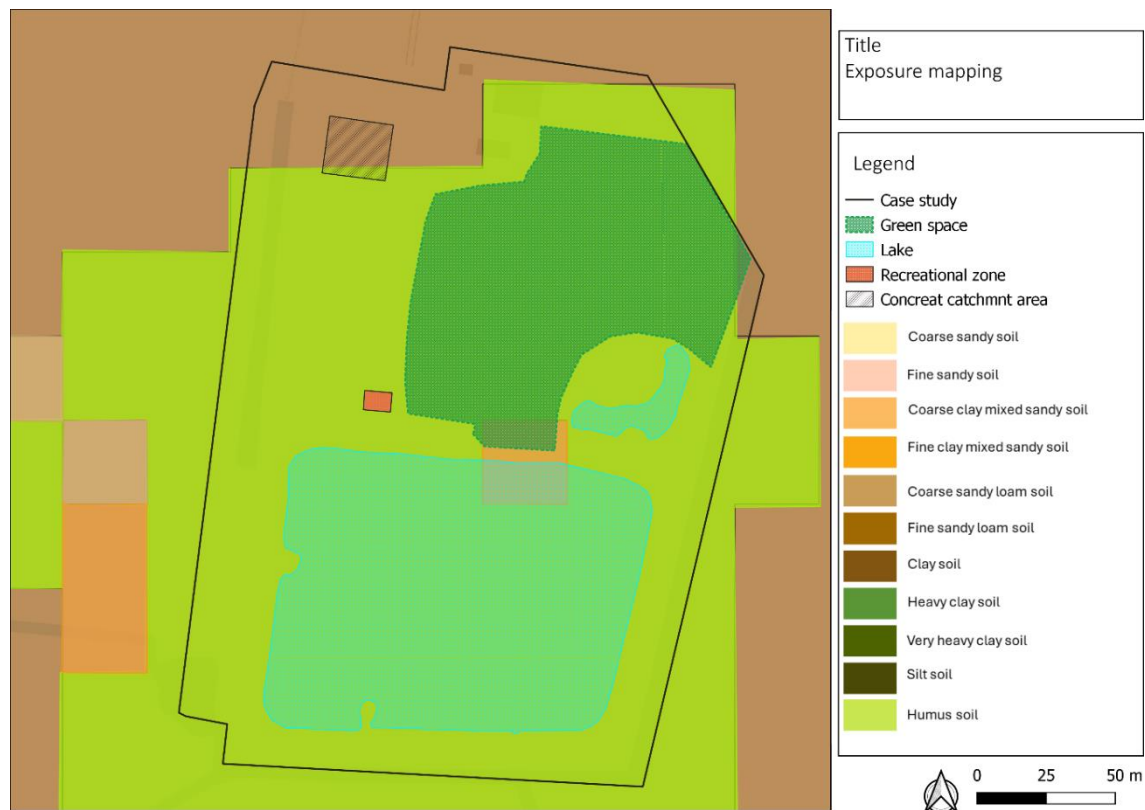 Title
Exposure mapping
Legend
Case study
Green space
Lake
Recreational zone
Concreat catchmnt area
Coarse sandy soil
Fine sandy soil
Coarse clay mixed sandy soil
Fine clay mixed sandy soil
Coarse sandy loam soil
Fine sandy loam soil
Clay soil
Heavy clay soil
Very heavy clay soil
Silt soil
Humus soil
0 25 50 m